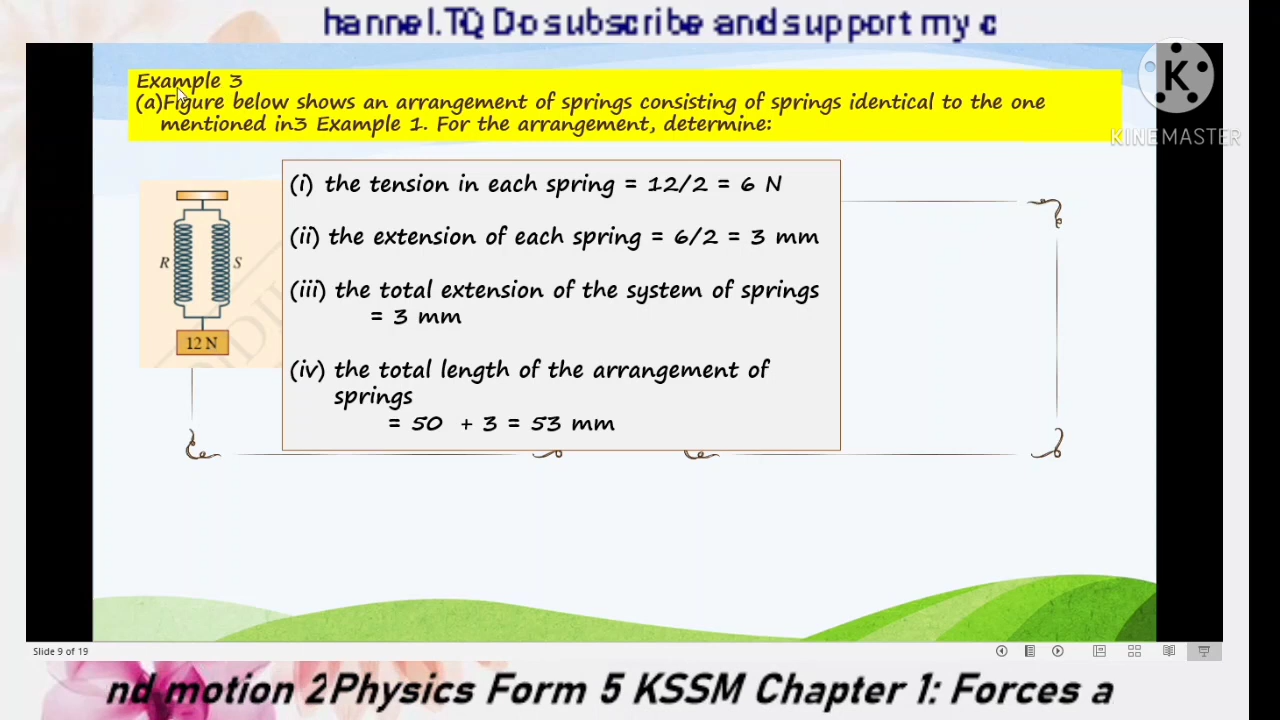 hannel.TQ Do subscribe and support my c
Example 3
(a)Figure below shows an arrangement of springs consisting of springs identical to the one
mentioned in3 Example 1. For the arrangement, determine:
K
KINEMASTER
(i) the tension in each spring = 12/2 = 6 N
(ii) the extension of each spring = 6/2 = 3 mm
(iii) the total extension of the system of springs
= 3 mm
(iv) the total length of the arrangement of
springs
= 50 + 3 = 53 mm
R S
12 N
Slide 9 of 19
nd motion 2Physics Form 5 KSSM Chapter 1: Forces a